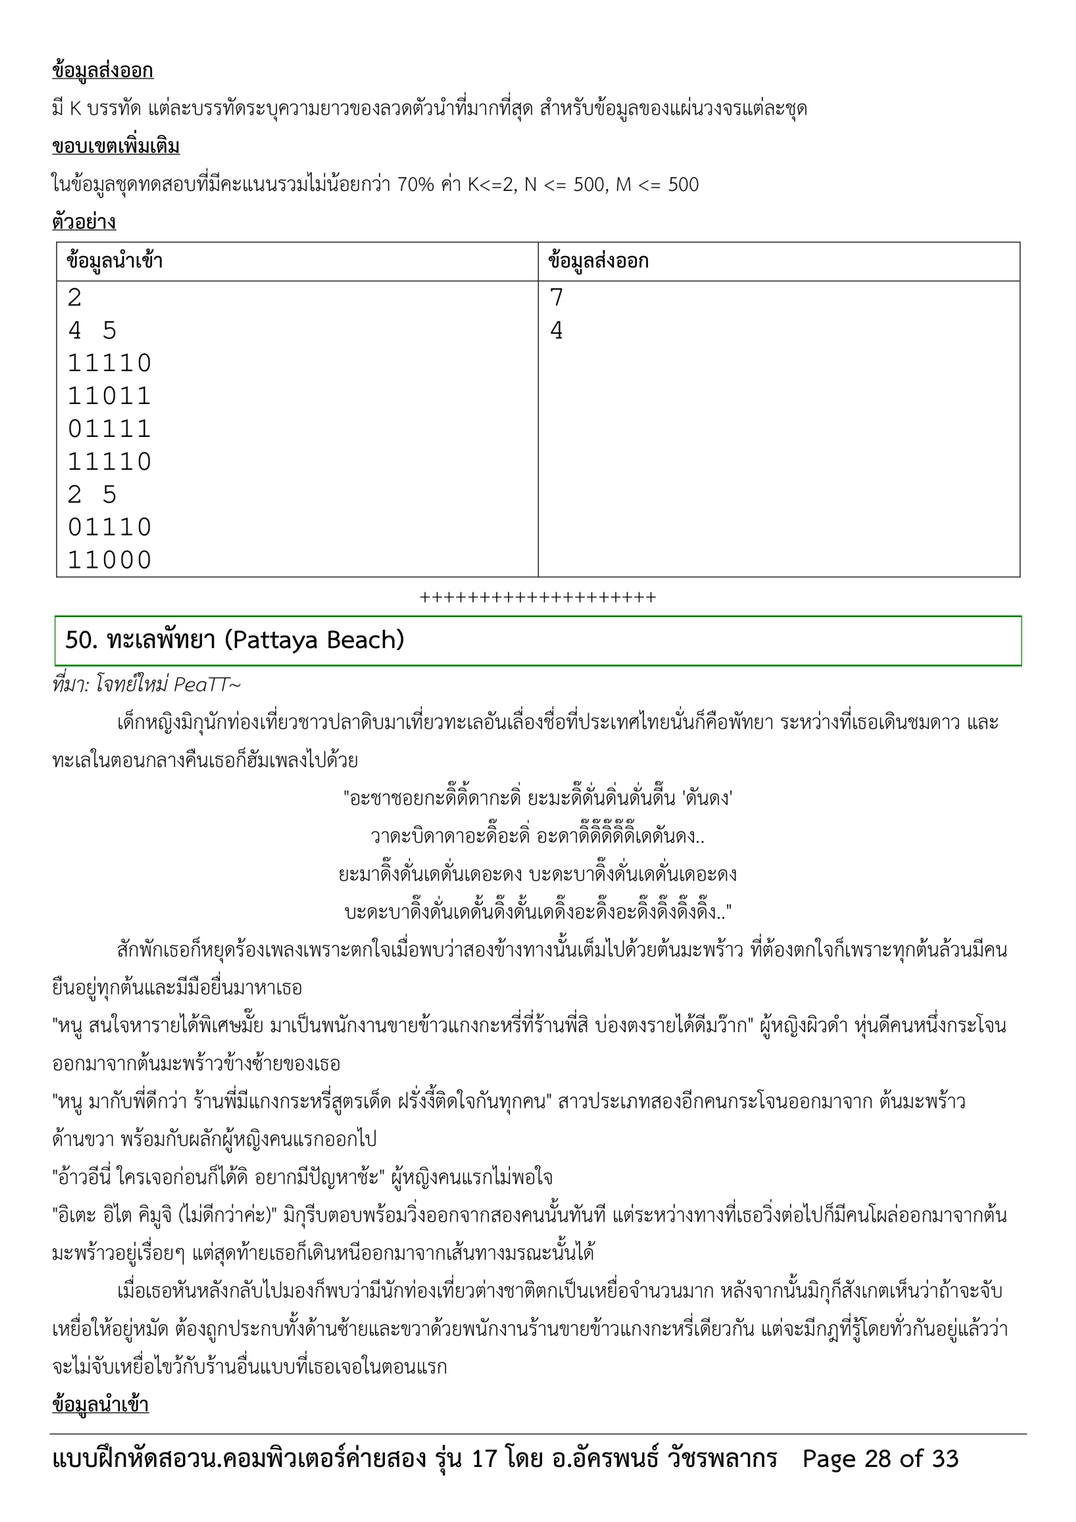 ข้อมูลส่งออก
มี K บรรทัด แต่ละบรรทัดระบุความยาวของลวดตัวนำที่มากที่สุด สำหรับข้อมูลของแผ่นวงจรแต่ละชุด
ขอบเขตเพิ่มเติม
ในข้อมูลชุดทดสอบที่มีคะแนนรวมไม่น้อยกว่า 70% ค่า K<=2, N <= 500, M <= 500
ตัวอย่าง
ข้อมูลนำเข้า ข้อมูลส่งออก
2 7
4 5 4
11110
11011
01111
11110
2 5
01110
11000
++++++++++++++++++++
50. ทะเลพัทยา (Pattaya Beach)
ที่มา: โจทย์ใหม่ PeaTT~
เด็กหญิงมิกุนักท่องเที่ยวชาวปลาดิบมาเที่ยวทะเลอันเลื่องชื่อที่ประเทศไทยนั่นก็คือพัทยา ระหว่างที่เธอเดินชมดาว และ
ทะเลในตอนกลางคืนเธอก็ฮัมเพลงไปด้วย
"อะชาชอยกะดิ๊ดิ้ดากะดิ่ ยะมะดิ๊ดั่นดิ่นดั่นดื๊น 'ดันดง'
วาดะบิดาดาอะดิ๊อะดิ่ อะดาดิ๊ดิ๊ดิ๊ดิ๊ดิ๊เดดันดง..
ยะมาดิ๊งดั่นเดดั่นเดอะดง บะดะบาดิ๊งดั่นเดดั่นเดอะดง
บะดะบาดิ๊งดั่นเดดั้นดิ๊งดั้นเดดิ๊งอะดิ๊งอะดิ๊งดิ๊งดิ๊งดิ๊ง.."
สักพักเธอก็หยุดร้องเพลงเพราะตกใจเมื่อพบว่าสองข้างทางนั้นเต็มไปด้วยต้นมะพร้าว ที่ต้องตกใจก็เพราะทุกต้นล้วนมีคน
ยืนอยู่ทุกต้นและมีมือยื่นมาหาเธอ
"หนู สนใจหารายได้พิเศษมั๊ย มาเป็นพนักงานขายข้าวแกงกะหรี่ที่ร้านพี่สิ บ่องตงรายได้ดีมว๊าก" ผู้หญิงผิวดำ หุ่นดีคนหนึ่งกระโจน
ออกมาจากต้นมะพร้าวข้างซ้ายของเธอ
"หนู มากับพี่ดีกว่า ร้านพี่มีแกงกระหรี่สูตรเด็ด ฝรั่งงี้ติดใจกันทุกคน" สาวประเภทสองอีกคนกระโจนออกมาจาก ต้นมะพร้าว
ด้านขวา พร้อมกับผลักผู้หญิงคนแรกออกไป
"อ้าวอีนี่ ใครเจอก่อนก็ได้ดิ อยากมีปัญหาช้ะ" ผู้หญิงคนแรกไม่พอใจ
"อิเตะ อิไต คิมูจิ (ไม่ดีกว่าค่ะ)" มิกุรีบตอบพร้อมวิ่งออกจากสองคนนั้นทันที แต่ระหว่างทางที่เธอวิ่งต่อไปก็มีคนโผล่ออกมาจากต้น
มะพร้าวอยู่เรื่อยๆ แต่สุดท้ายเธอก็เดินหนีออกมาจากเส้นทางมรณะนั้นได้
เมื่อเธอหันหลังกลับไปมองก็พบว่ามีนักท่องเที่ยวต่างชาติตกเป็นเหยื่อจำนวนมาก หลังจากนั้นมิกุก็สังเกตเห็นว่าถ้าจะจับ
เหยื่อให้อยู่หมัด ต้องถูกประกบทั้งด้านซ้ายและขวาด้วยพนักงานร้านขายข้าวแกงกะหรี่เดียวกัน แต่จะมีกฎที่รู้โดยทั่วกันอยู่แล้วว่า
จะไม่จับเหยื่อไขว้กับร้านอื่นแบบที่เธอเจอในตอนแรก
ข้อมูลนำเข้า
แบบฝึกหัดสอวน.คอมพิวเตอร์ค่ายสอง รุ่น 17 โดย อ.อัครพนธ์ วัชรพลากร Page 28 of 33